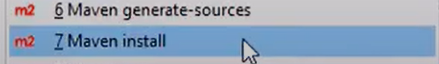 m2 6 Maven generate-sources
m2 7 Maven install